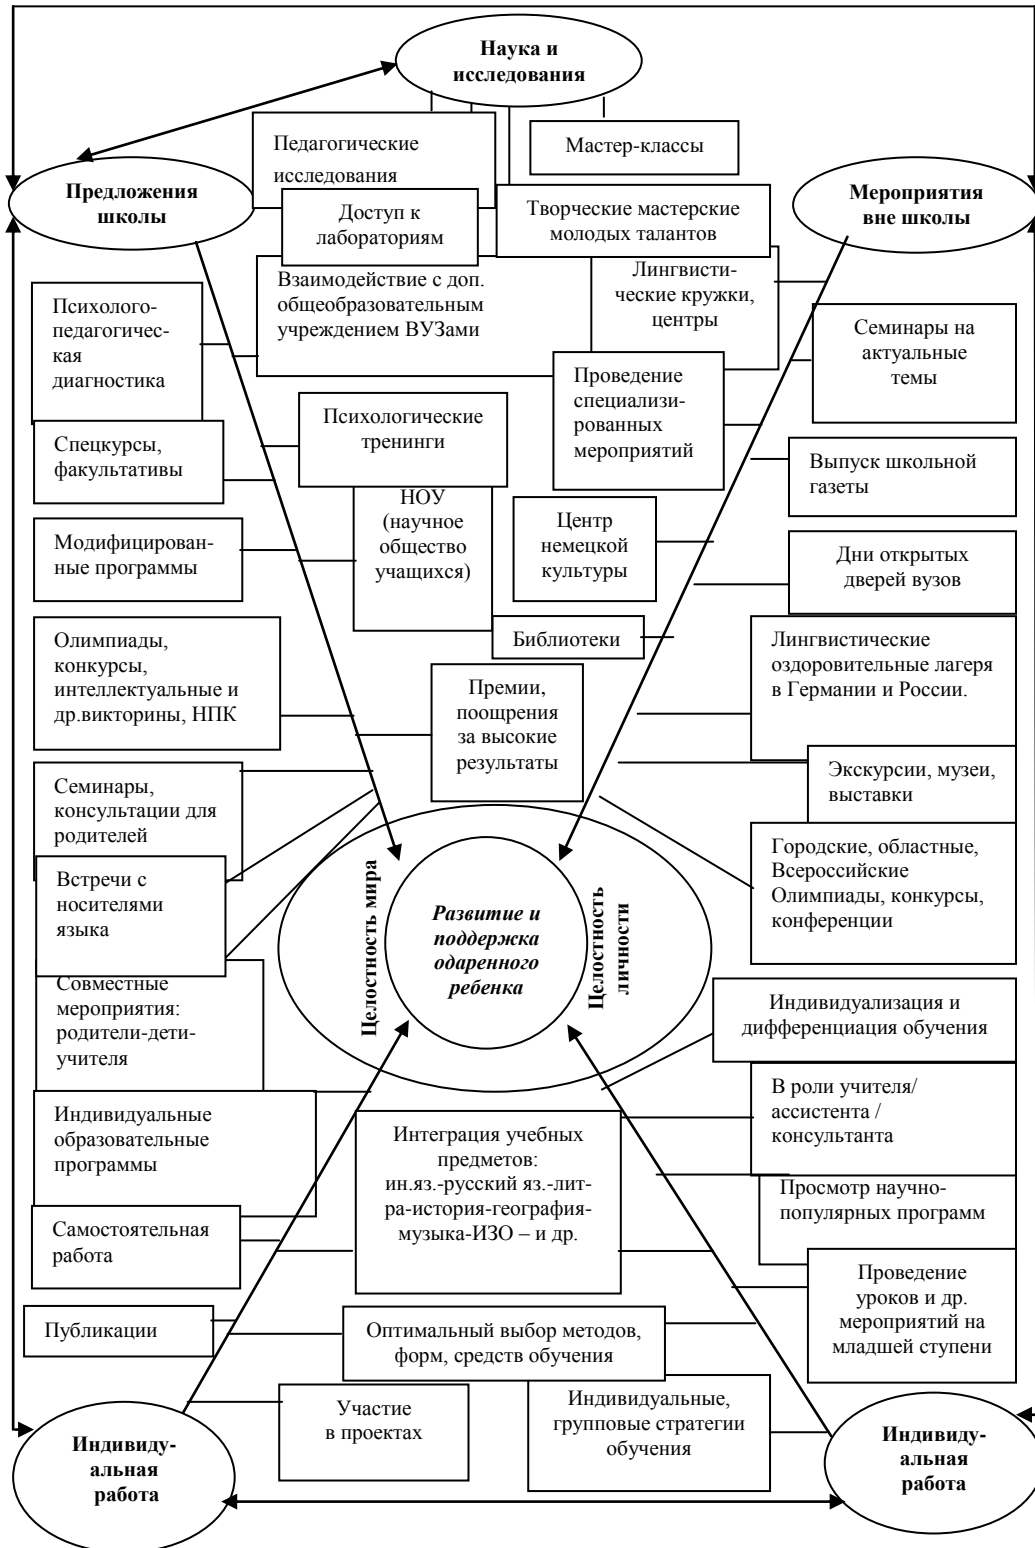 Наука и
исследования
Педагогические
исследования
Мастер-классы
Предложения
школы
Мероприятия
вне школы
Доступ к
лабораториям
Творческие мастерские
молодых талантов
Взаимодействие с доп.
общеобразовательным
учреждением ВУЗами
Лингвисти-
ческие кружки,
центры
Психолого-
педагогичес-
кая
диагностика
Семинары на
актуальные
темы
Проведение
специализи-
рованных
мероприятий
Психологические
тренинги
Спецкурсы,
факультативы
Выпуск школьной
газеты
НОУ
(научное
общество
учащихся)
Центр
немецкой
культуры
Модифицирован-
ные программы
Дни открытых
дверей вузов
Библиотеки
Олимпиады,
конкурсы,
интеллектуальные и
др.викторины, НПК
Лингвистические
оздоровительные лагеря
в Германии и России.
Премии,
поощрения
за высокие
результаты
Семинары,
консультации для
родителей
Экскурсии, музеи,
выставки
Городские, областные,
Всероссийские
Олимпиады, конкурсы,
конференции
Встречи с
носителями
языка
Целостность мира
Развитие и
поддержка
одаренного
ребенка
Целостность
личности
Совместные
мероприятия:
родители-дети-
учителя
Индивидуализация и
дифференциация обучения
Индивидуальные
образовательные
программы
Интеграция учебных
предметов:
ин.яз.-русский яз.-лит-
ра-история-география-
музыка-ИЗО – и др.
В роли учителя/
ассистента /
консультанта
Просмотр научно-
популярных программ
Самостоятельная
работа
Проведение
уроков и др.
мероприятий на
младшей ступени
Публикации
Оптимальный выбор методов,
форм, средств обучения
Участие
в проектах
Индивидуальные,
групповые стратегии
обучения
Индивиду-
альная
работа
Индивиду-
альная
работа